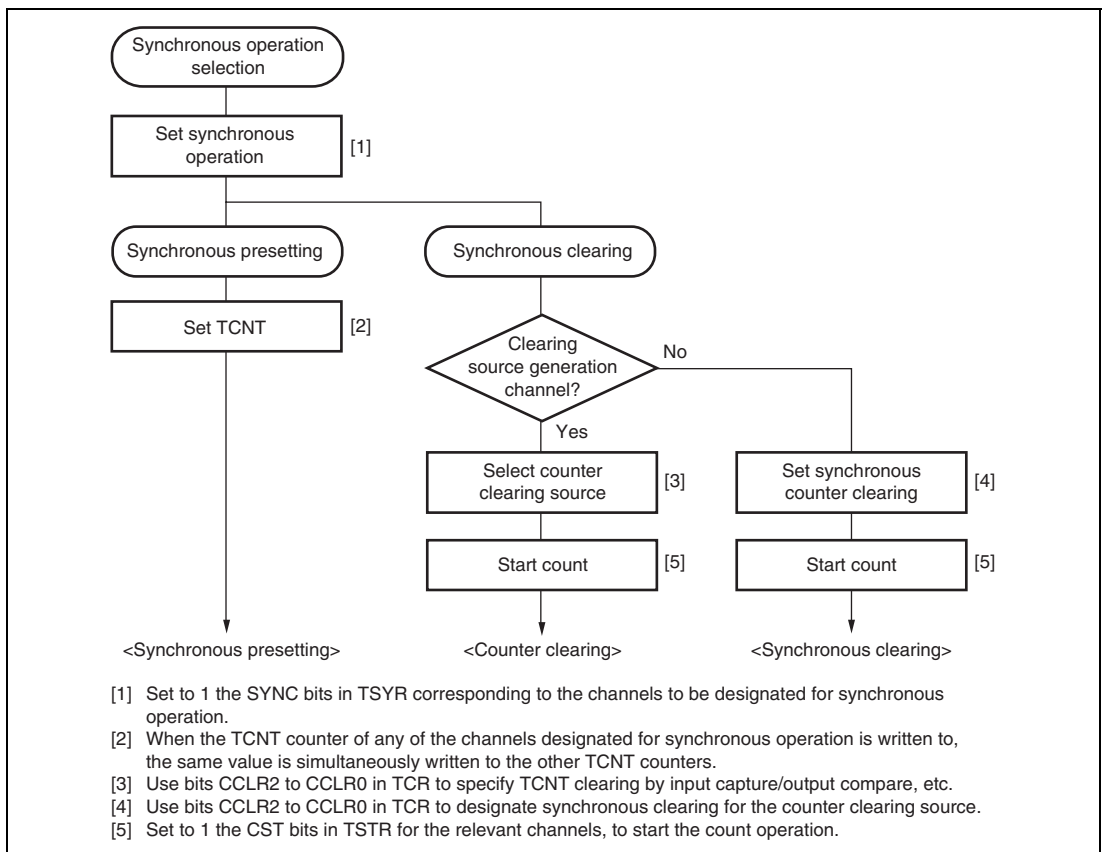 Synchronous operation
selection
Set synchronous
operation
[1]
Synchronous presetting
Synchronous clearing
Set TCNT
[2]
Clearing
source generation
channel?
No
Yes
Select counter
clearing source
[3]
Set synchronous
counter clearing
[4]
Start count
[5]
Start count
[5]
<Synchronous presetting>
<Counter clearing>
<Synchronous clearing>
[1] Set to 1 the SYNC bits in TSYR corresponding to the channels to be designated for synchronous
operation.
[2] When the TCNT counter of any of the channels designated for synchronous operation is written to,
the same value is simultaneously written to the other TCNT counters.
[3] Use bits CCLR2 to CCLR0 in TCR to specify TCNT clearing by input capture/output compare, etc.
[4] Use bits CCLR2 to CCLR0 in TCR to designate synchronous clearing for the counter clearing source.
[5] Set to 1 the CST bits in TSTR for the relevant channels, to start the count operation.